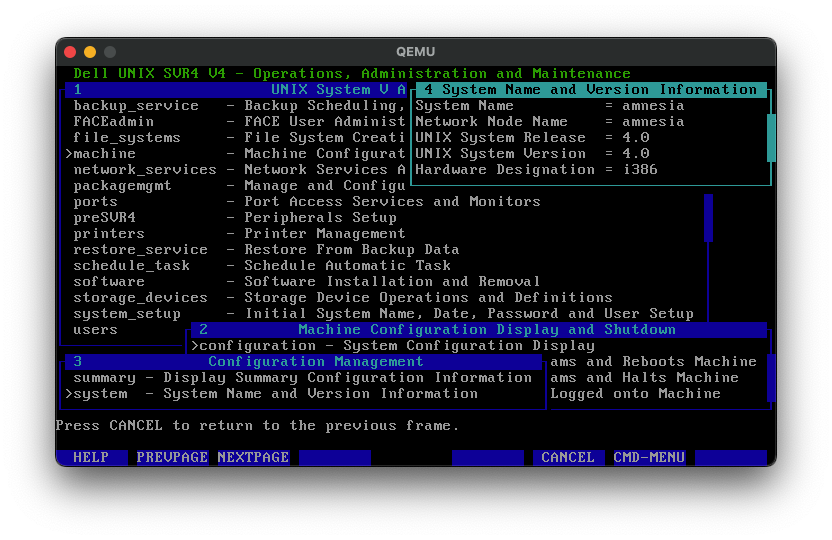 QEMU
Dell UNIX SVR4 V4 - Operations, Administration and Maintenance
1 UNIX System V A
backup_service - Backup Scheduling,
FACEadmin - FACE User Administ
file_systems - File System Creati
>machine - Machine Configurat
network_services - Network Services A
packagemgmt - Manage and Configu
ports - Port Access Services and Monitors
preSVR4 - Peripherals Setup
printers - Printer Management
restore_service - Restore From Backup Data
schedule_task - Schedule Automatic Task
software - Software Installation and Removal
storage_devices - Storage Device Operations and Definitions
system_setup - Initial System Name, Date, Password and User Setup
users
4 System Name and Version Information
System Name = amnesia
Network Node Name = amnesia
UNIX System Release = 4.0
UNIX System Version = 4.0
Hardware Designation = i386
2 Machine Configuration Display and Shutdown
>configuration - System Configuration Display
ams and Reboots Machine
ams and Halts Machine
Logged onto Machine
3 Configuration Management
summary - Display Summary Configuration Information
>system - System Name and Version Information
Press CANCEL to return to the previous frame.
HELP PREVPAGE NEXTPAGE CANCEL CMD-MENU